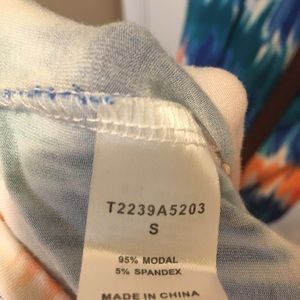 T2239A5203
S
95% MODAL
5% SPANDEX
MADE IN CHINA